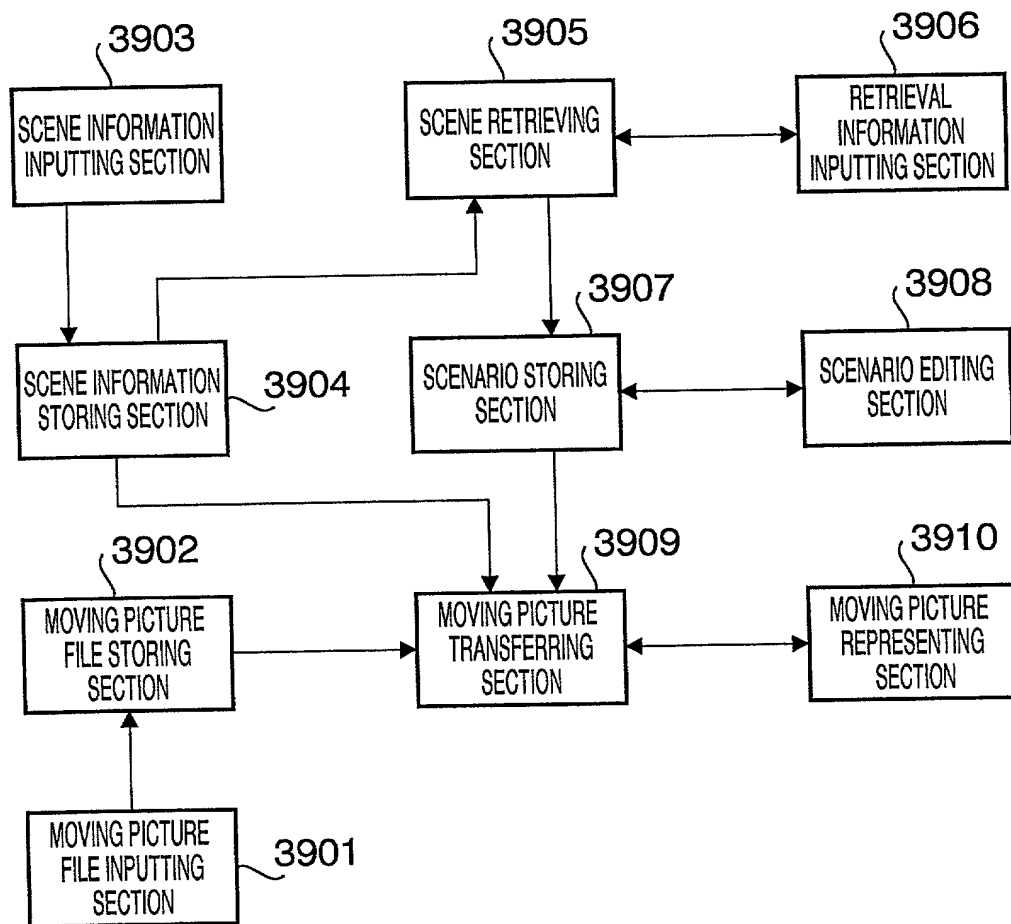 3903
SCENE INFORMATION
INPUTTING SECTION
3905
SCENE RETRIEVING
SECTION
3906
RETRIEVAL
INFORMATION
INPUTTING SECTION
SCENE INFORMATION
STORING SECTION
3904
3907
SCENARIO STORING
SECTION
3908
SCENARIO EDITING
SECTION
3902
MOVING PICTURE
FILE STORING
SECTION
3909
MOVING PICTURE
TRANSFERRING
SECTION
3910
MOVING PICTURE
REPRESENTING
SECTION
MOVING PICTURE
FILE INPUTTING
SECTION
3901